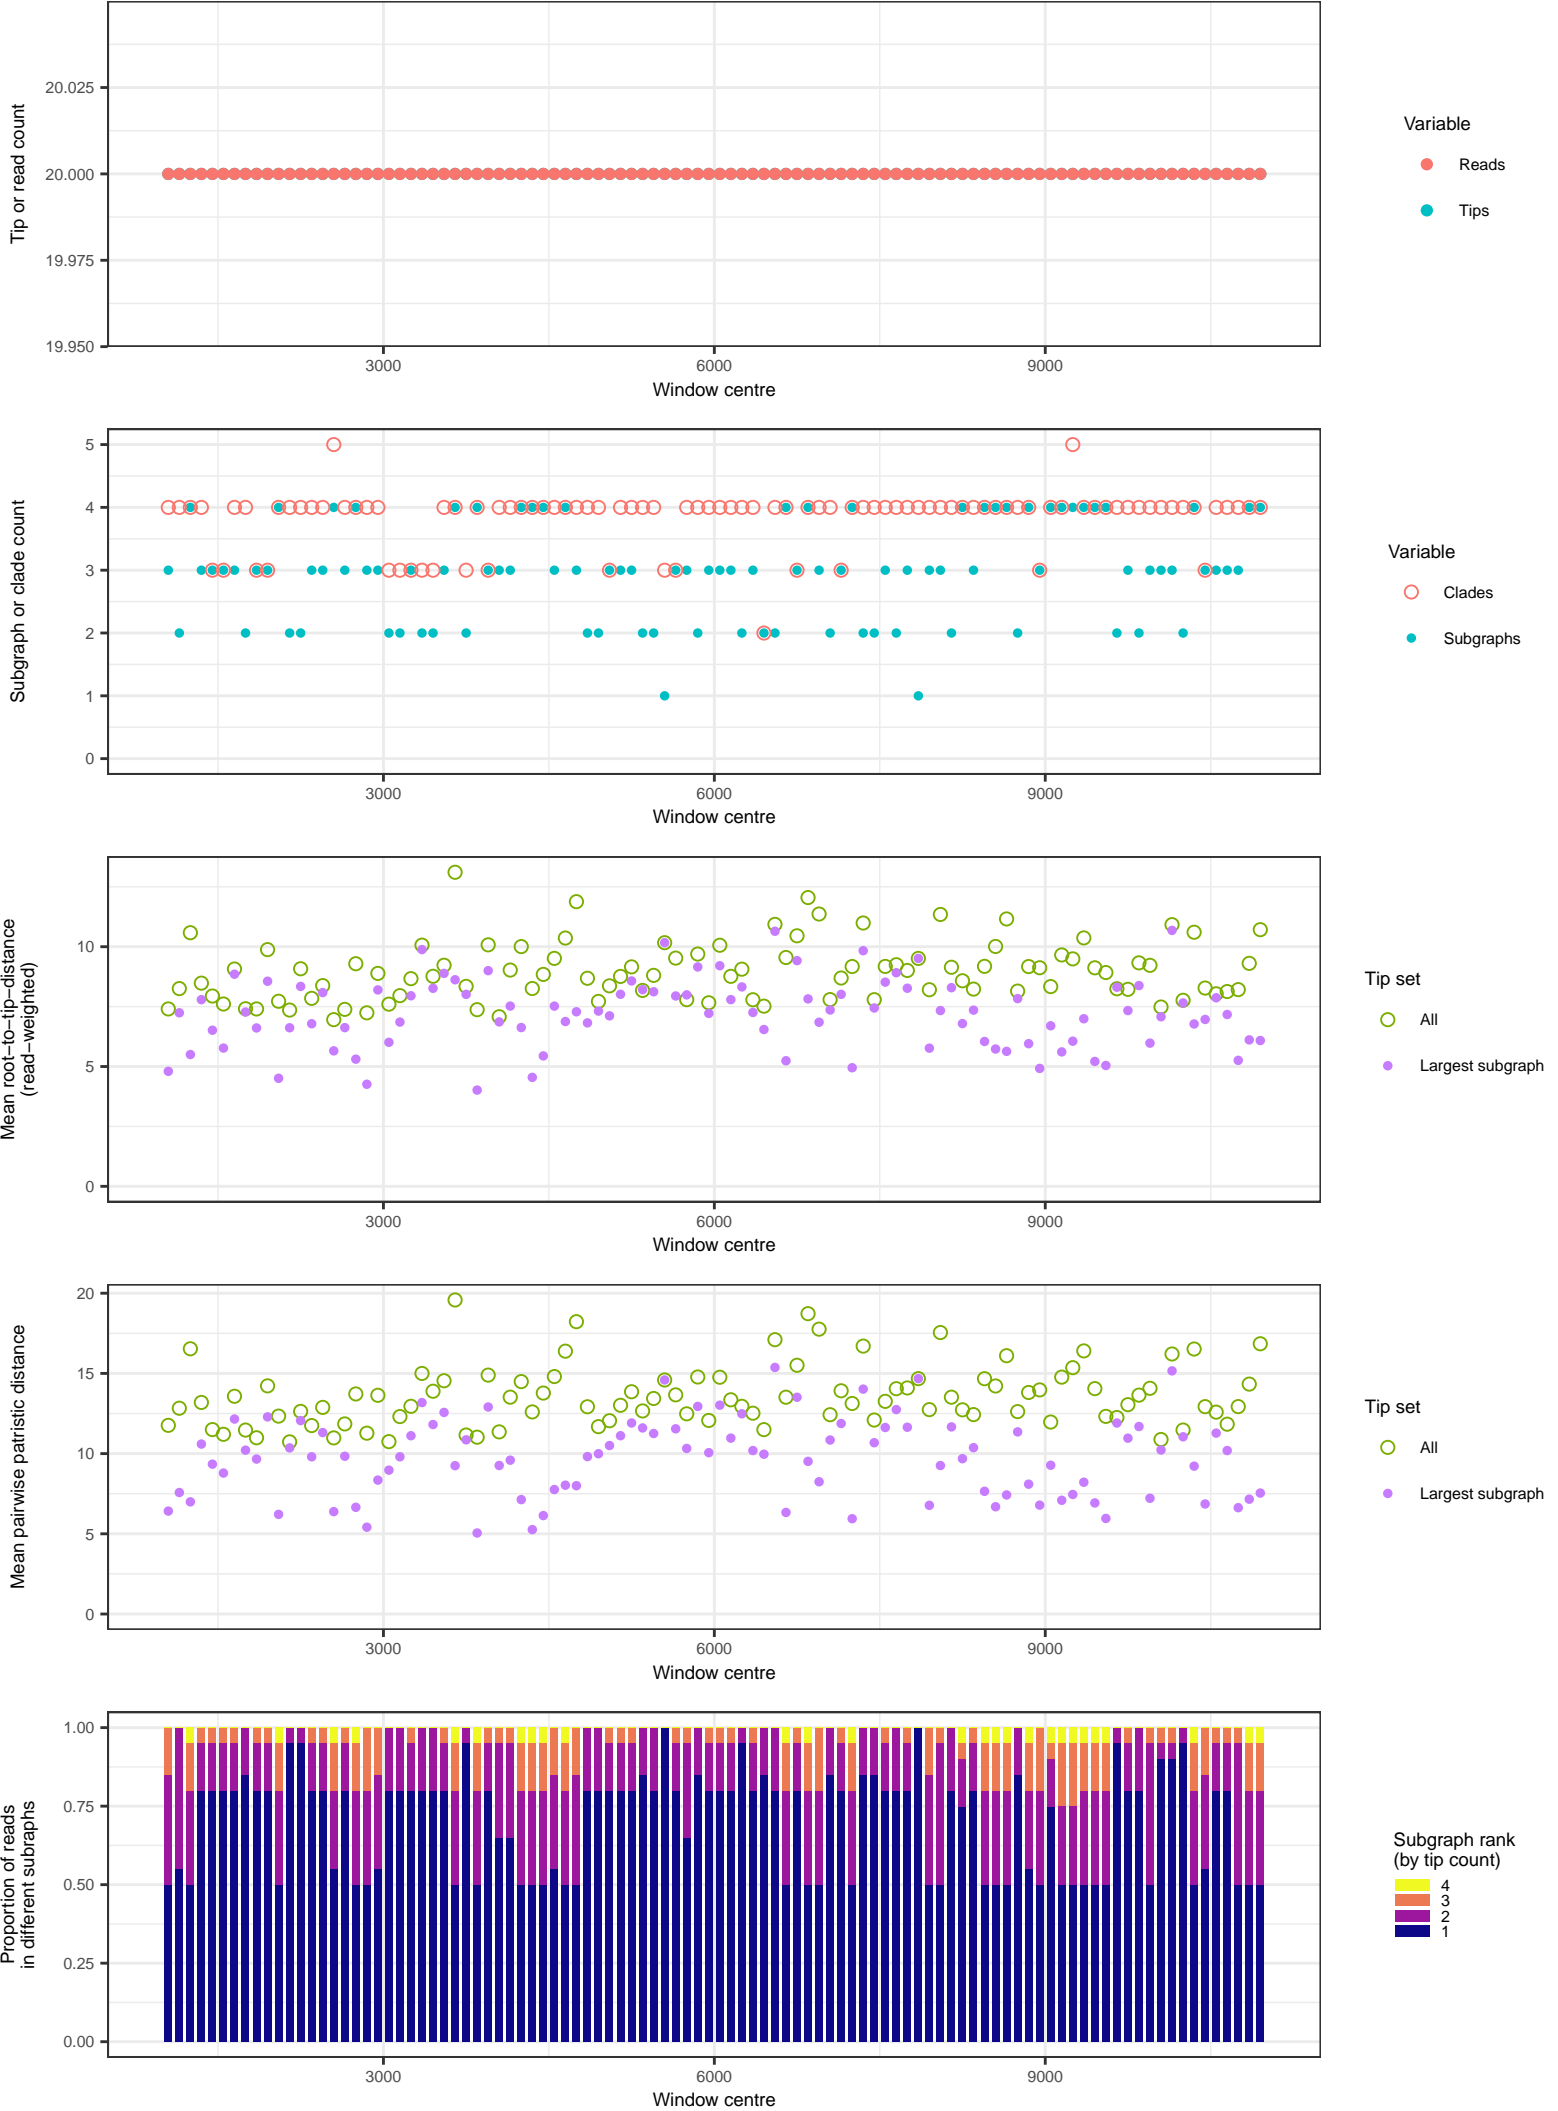 20.025
20.000
19.975
19.950
Tip or read count
3000 6000 9000
Window centre
Variable
Reads
Tips
5
4
3
2
1
0
Subgraph or clade count
3000 6000 9000
Window centre
Variable
Clades
Subgraphs
10
5
0
Mean root−to−tip−distance
(read−weighted)
3000 6000 9000
Window centre
Tip set
All
Largest subgraph
20
15
10
5
0
Mean pairwise patristic distance
3000 6000 9000
Window centre
Tip set
All
Largest subgraph
1.00
0.75
0.50
0.25
0.00
Proportion of reads
in different subraphs
3000 6000 9000
Window centre
Subgraph rank
(by tip count)
4
3
2
1